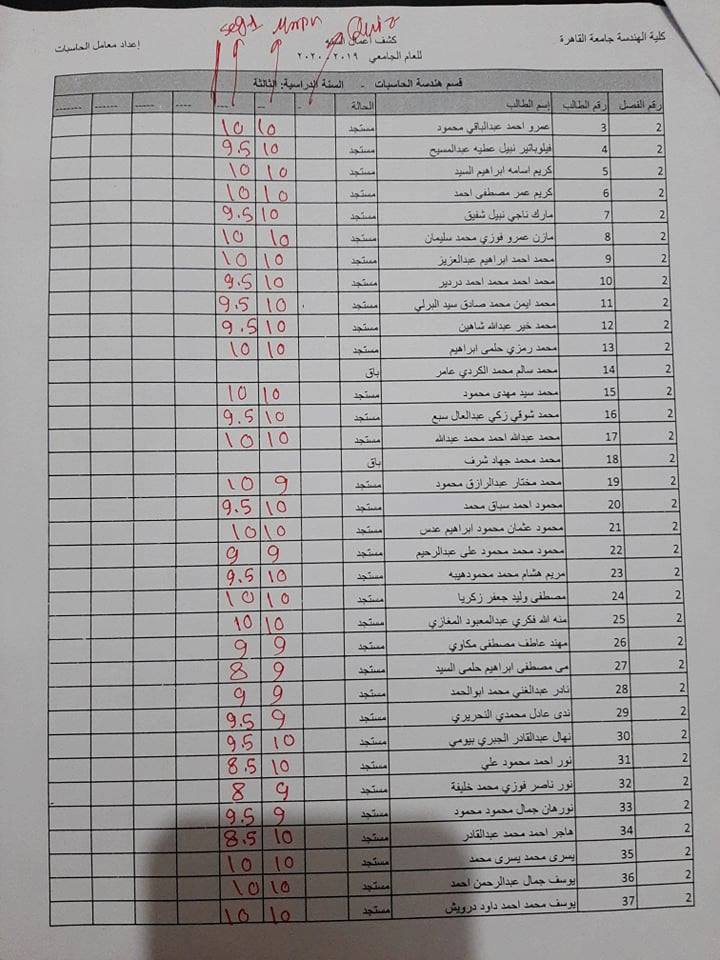 كلية الهندسة جامعة القاهرة كشف أعمال السنة إعداد معامل الحاسبات
للعام الجامعي ٢٠١٩ - ٢٠٢٠
Quiz
قسم هندسة الحاسبات - السنة الدراسية: الثالثة
رقم الفصل رقم الطالب إسم الطالب الحالة - -- --- ---- ----- ------ -------
2 3 عمرو احمد عبدالباقي محمود مستجد 10 10
2 4 فيلوباتير نبيل عطيه عبدالمسيح مستجد 10 9.5
2 5 كريم اسامه ابراهيم السيد مستجد 10 10
2 6 كريم عمر مصطفى احمد مستجد 10 10
2 7 مارك ناجي نبيل شفيق مستجد 10 9.5
2 8 مازن عمرو فوزي محمد سليمان مستجد 10 10
2 9 محمد احمد ابراهيم عبدالعزيز مستجد 10 10
2 10 محمد احمد محمد احمد دردير مستجد 10 9.5
2 11 محمد ايمن محمد صادق سيد البرلي مستجد 10 9.5
2 12 محمد خير عبدالله شاهين مستجد 10 9.5
2 13 محمد رمزي حلمى ابراهيم مستجد 10 10
2 14 محمد سالم محمد الكردي عامر باق
2 15 محمد سيد مهدى محمود مستجد 10 10
2 16 محمد شوقي زكي عبدالعال سبع مستجد 10 9.5
2 17 محمد عبدالله احمد محمد عبدالله مستجد 10 10
2 18 محمد محمد جهاد شرف باق
2 19 محمد مختار عبدالرازق محمود مستجد 9 10
2 20 محمود احمد سباق محمد مستجد 10 9.5
2 21 محمود عثمان محمود ابراهيم عدس مستجد 10 10
2 22 محمود محمد محمود على عبدالرحيم مستجد 9 9
2 23 مريم هشام محمد محمودهيبه مستجد 10 9.5
2 24 مصطفى وليد جعفر زكريا مستجد 10 10
2 25 منه الله فكري عبدالمعبود المغازي مستجد 10 10
2 26 مهند عاطف مصطفى مكاوي مستجد 9 9
2 27 مى مصطفى ابراهيم حلمى السيد مستجد 9 8
2 28 نادر عبدالغني محمد ابوالحمد مستجد 9 9
2 29 ندى عادل محمدي النحريري مستجد 9 9.5
2 30 نهال عبدالقادر الجبري بيومي مستجد 10 9.5
2 31 نور احمد محمود علي مستجد 10 8.5
2 32 نور ناصر فوزي محمد خليفة مستجد 9 8
2 33 نورهان جمال محمود محمود مستجد 9 9.5
2 34 هاجر احمد محمد عبدالقادر مستجد 10 8.5
2 35 يسرى محمد يسرى محمد مستجد 10 10
2 36 يوسف جمال عبدالرحمن احمد مستجد 10 10
2 37 يوسف محمد احمد داود درويش مستجد 10 10